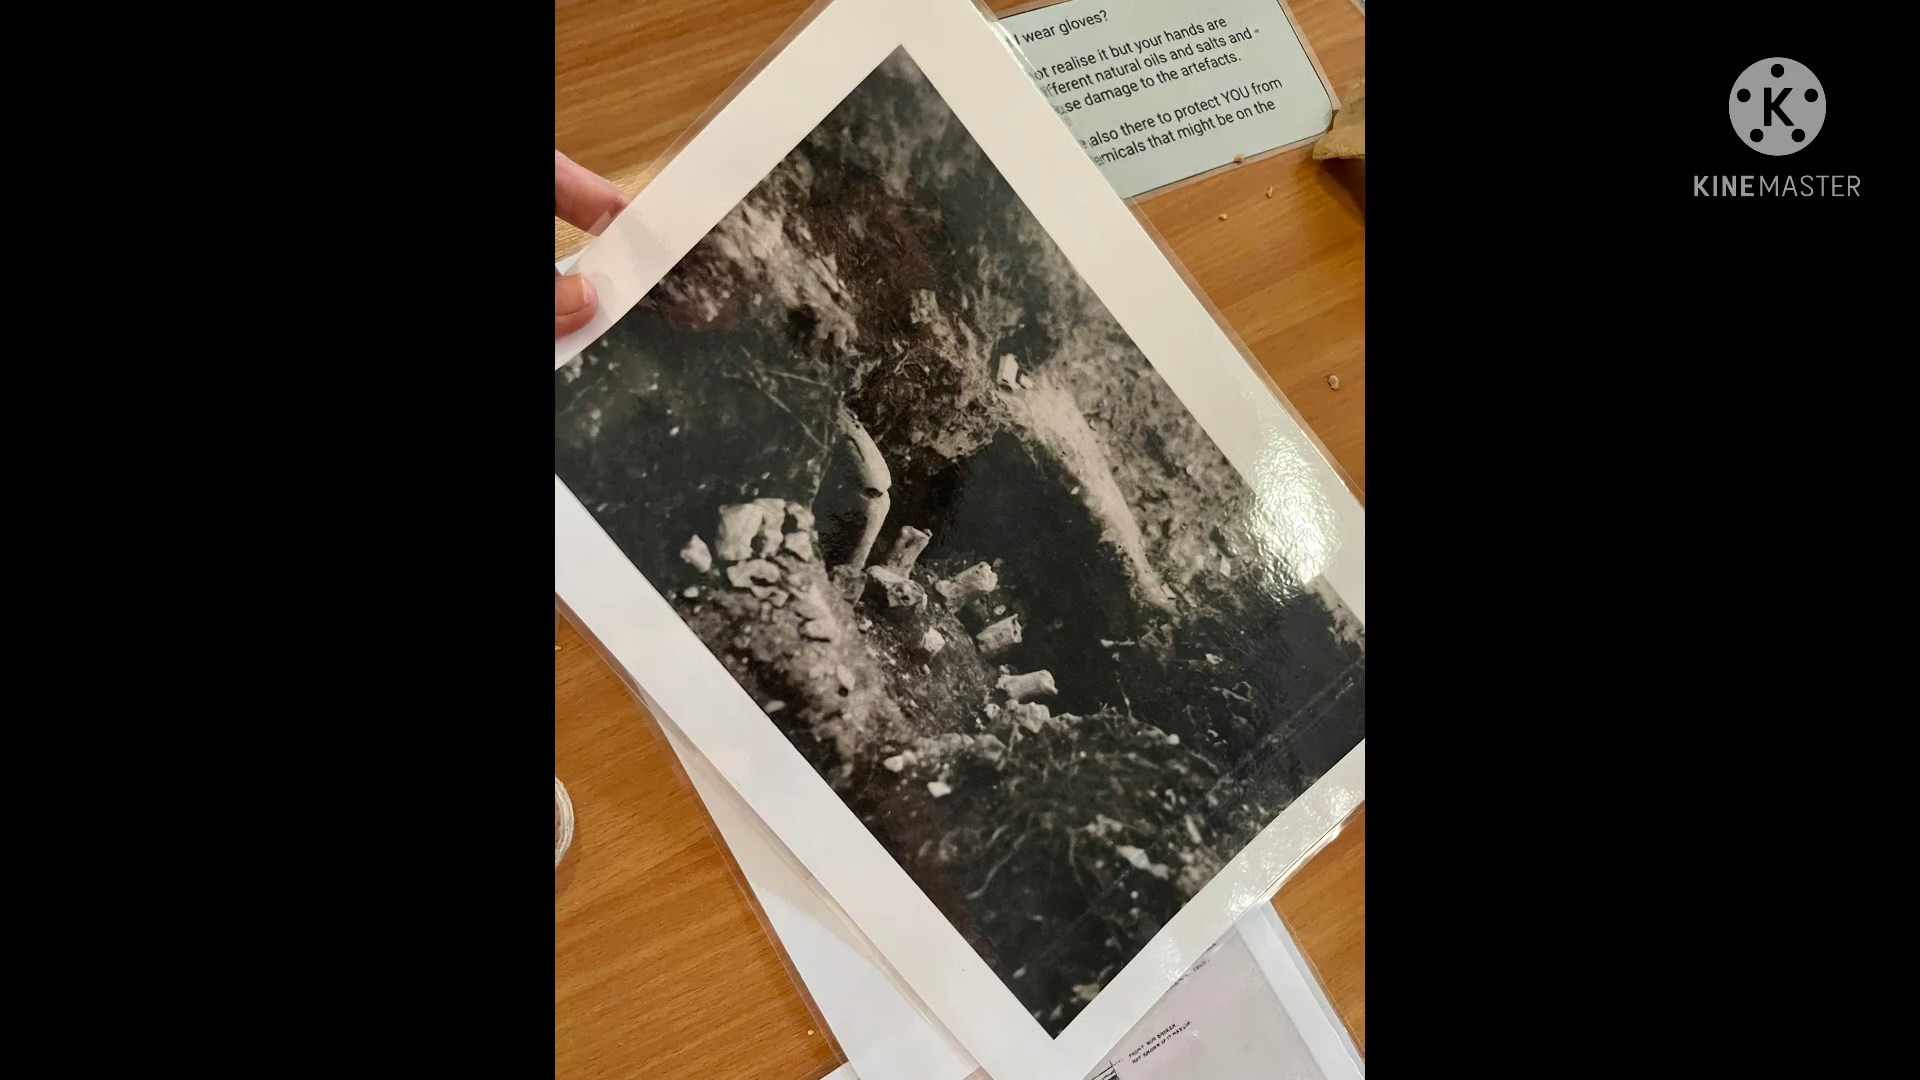 I wear gloves?
ot realise it but your hands are
fferent natural oils and salts and
use damage to the artefacts.
also there to protect YOU from
emicals that might be on the
KINEMASTER